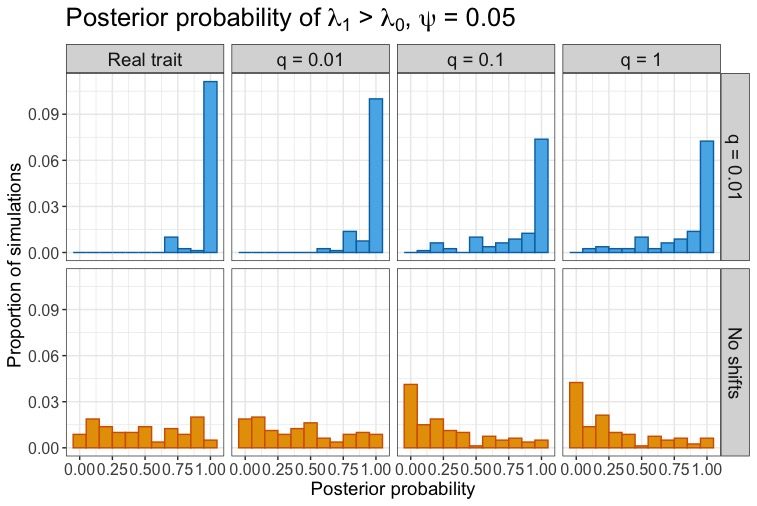 Posterior probability of λ1 > λ0, ψ = 0.05
Real trait
q = 0.01
q = 0.1
q = 1
Proportion of simulations
0.09
0.06
0.03
0.00
q = 0.01
0.09
0.06
0.03
0.00
No shifts
0.00 0.25 0.50 0.75 1.00
0.00 0.25 0.50 0.75 1.00
0.00 0.25 0.50 0.75 1.00
0.00 0.25 0.50 0.75 1.00
Posterior probability